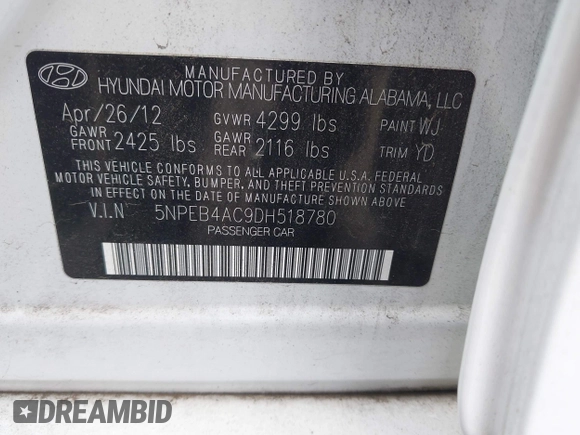 MANUFACTURED BY
HYUNDAI MOTOR MANUFACTURING ALABAMA, LLC
Apr/26/12 GVWR 4299 lbs PAINT WJ
GAWR FRONT 2425 lbs GAWR REAR 2116 lbs TRIM YD
THIS VEHICLE CONFORMS TO ALL APPLICABLE U.S.A. FEDERAL
MOTOR VEHICLE SAFETY, BUMPER, AND THEFT PREVENTION STANDARDS
IN EFFECT ON THE DATE OF MANUFACTURE SHOWN ABOVE.
V.I.N 5NPEB4AC9DH518780
PASSENGER CAR
DREAMBID